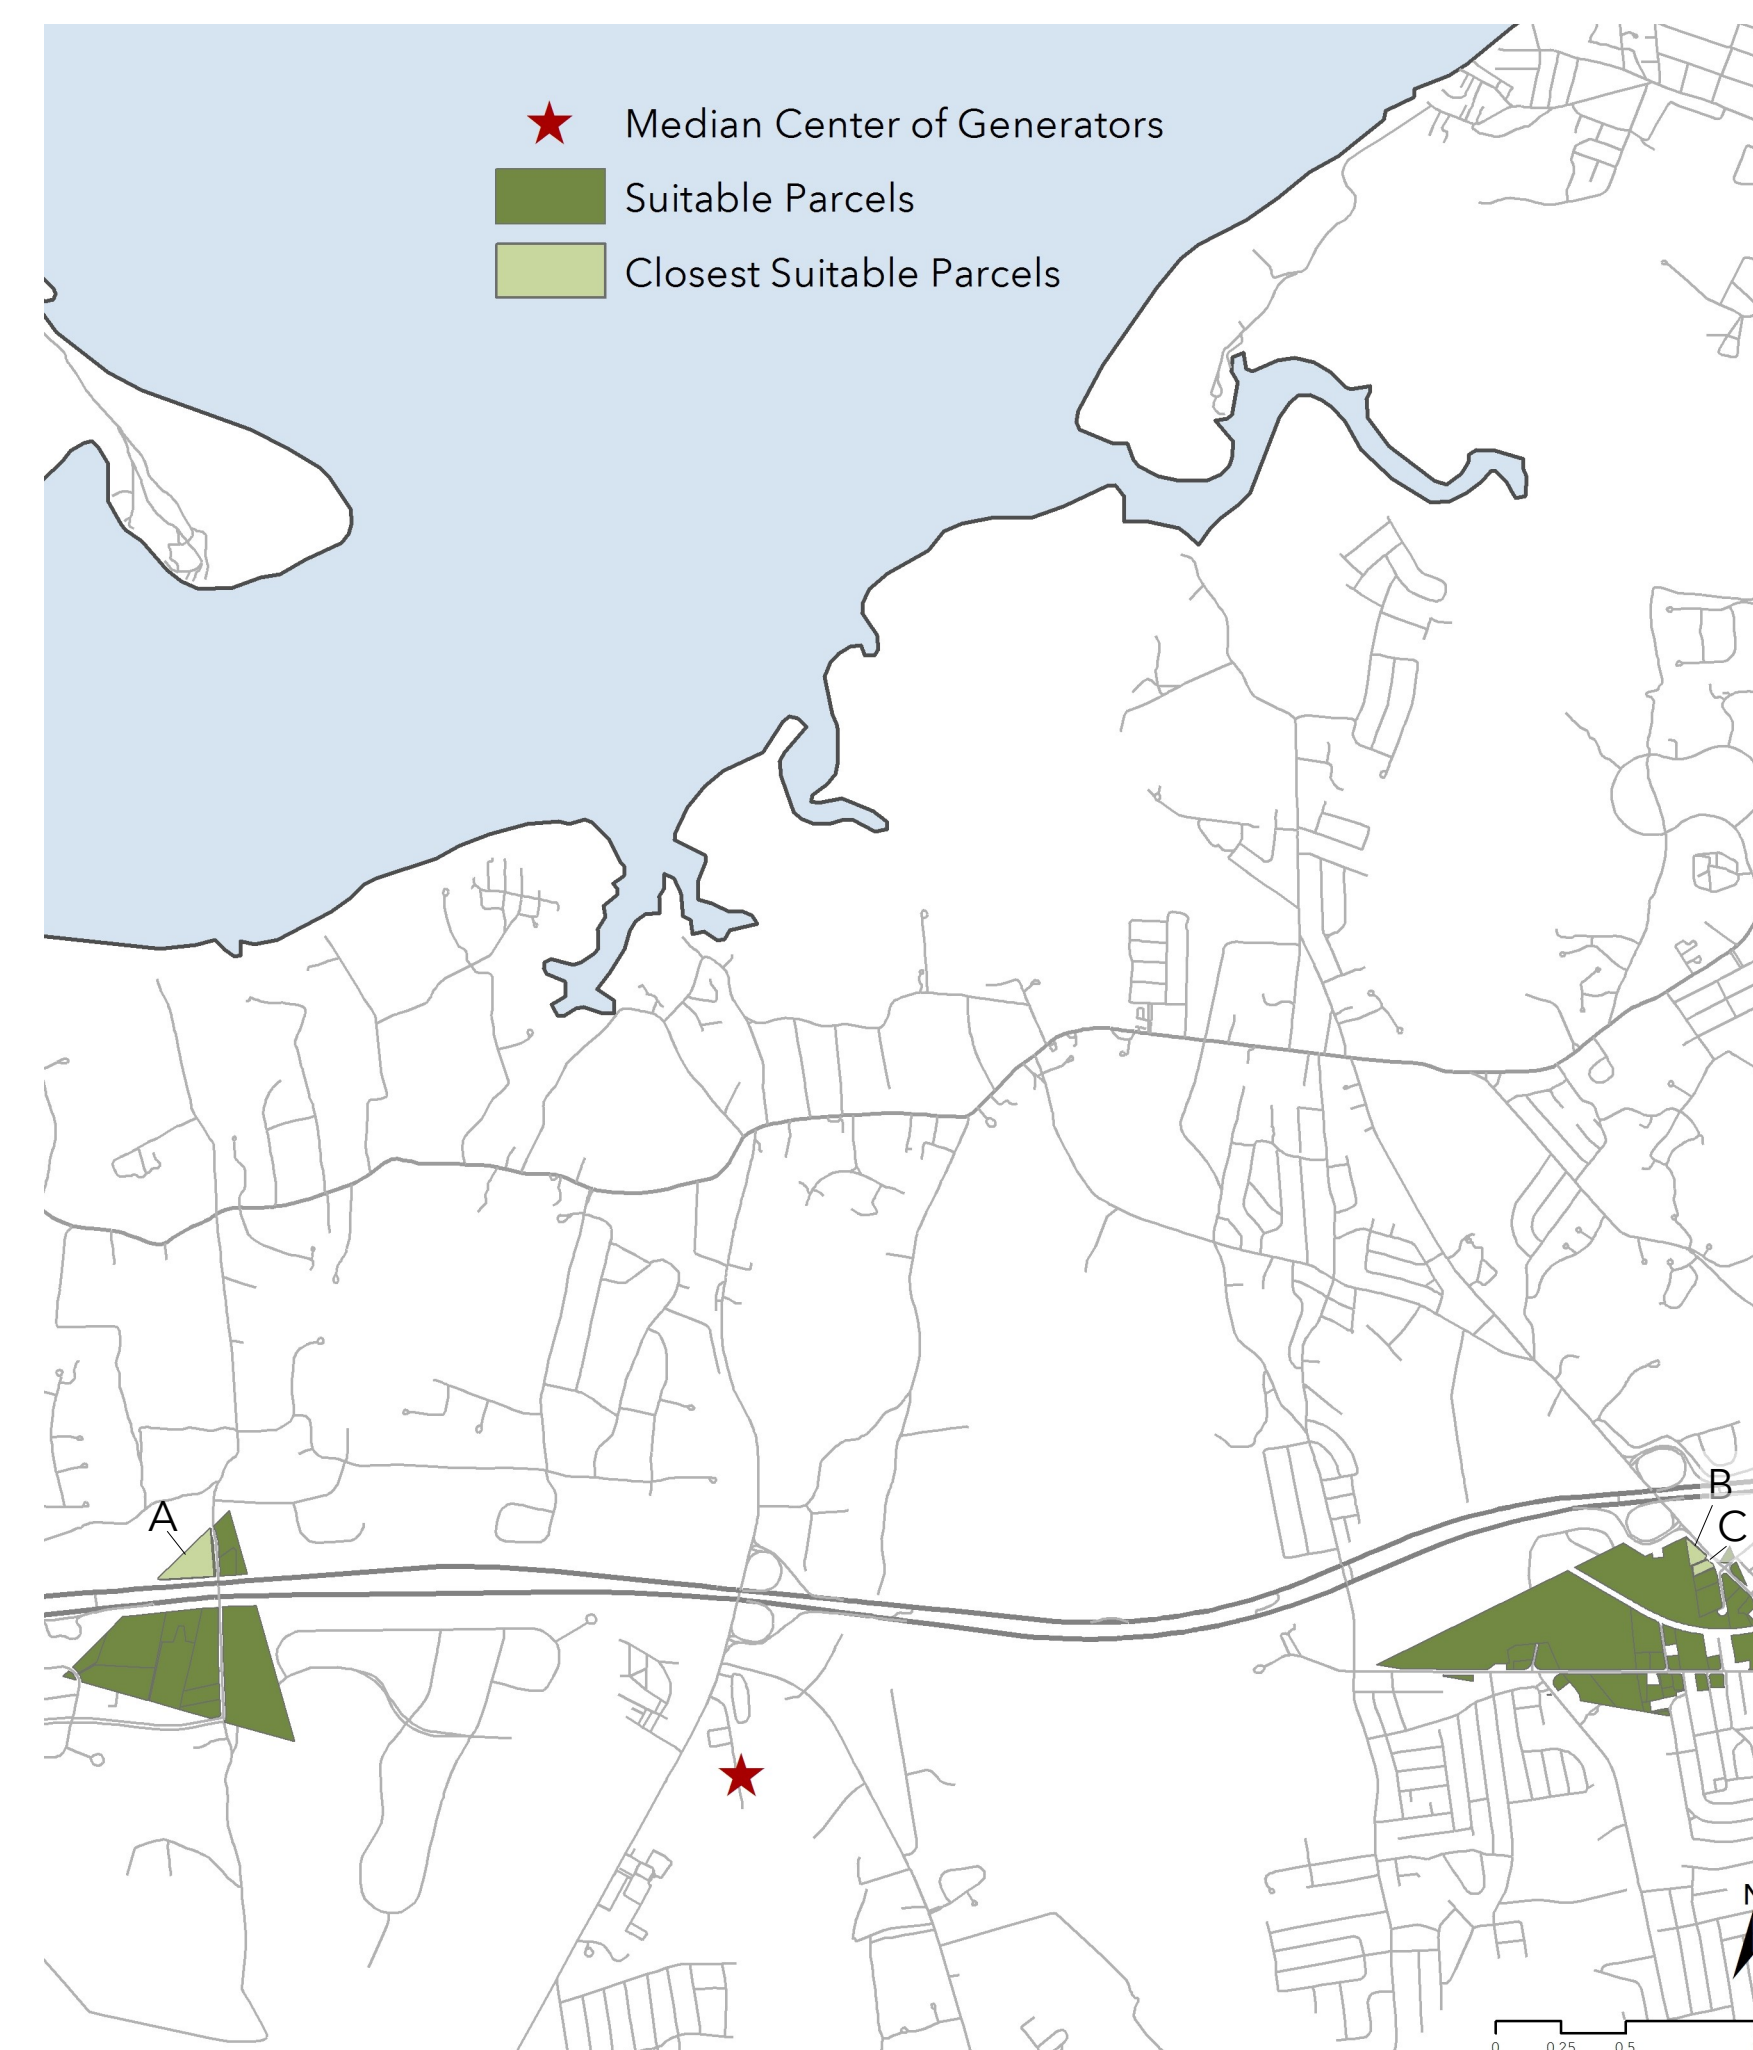 Median Center of Generators
Suitable Parcels
Closest Suitable Parcels
B
A
C
N
0 0.25 0.5